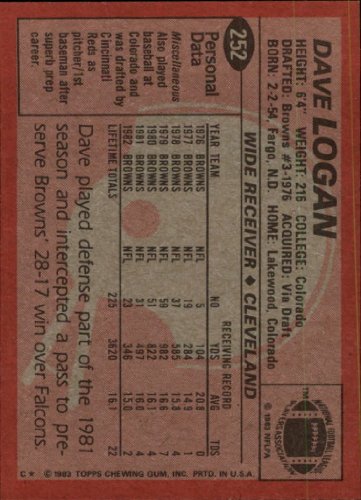 DAVE LOGAN
HEIGHT: 6'4" WEIGHT: 216 COLLEGE: Colorado
DRAFTED: Browns #3-1976 ACQUIRED: Via Draft
BORN: 2-2-54, Fargo, N.D. HOME: Lakewood, Colorado
252
WIDE RECEIVER ♦ CLEVELAND
Personal
Data
Miscellaneous
Also played
baseball at
Colorado and
was drafted by
Cincinnati
Reds as
pitcher/1st
baseman after
superb prep
career.
RECEIVING RECORD
YEAR TEAM NO YDS AVG TDS
1976 BROWNS NFL 5 104 20.8 0
1977 BROWNS NFL 19 284 14.9 1
1978 BROWNS NFL 37 585 15.8 4
1979 BROWNS NFL 59 982 16.6 7
1980 BROWNS NFL 51 822 16.1 4
1981 BROWNS NFL 31 497 16.0 4
1982 BROWNS NFL 23 346 15.0 2
LIFETIME TOTALS 225 3620 16.1 22
Dave played defense part of the 1981
season and intercepted a pass to pre-
serve Browns' 28-17 win over Falcons
© 1983 NFLPA
C* © 1983 TOPPS CHEWING GUM, INC. PRTD. IN U.S.A.